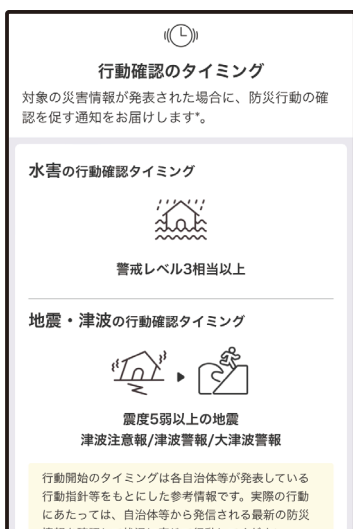 行動確認のタイミング
対象の災害情報が発表された場合に、防災行動の確
認を促す通知をお届けします*。
水害の行動確認タイミング
警戒レベル3相当以上
地震・津波の行動確認タイミング
震度5弱以上の地震
津波注意報/津波警報/大津波警報
行動開始のタイミングは各自治体等が発表している
行動指針等をもとにした参考情報です。実際の行動
にあたっては、自治体等から発信される最新の防災